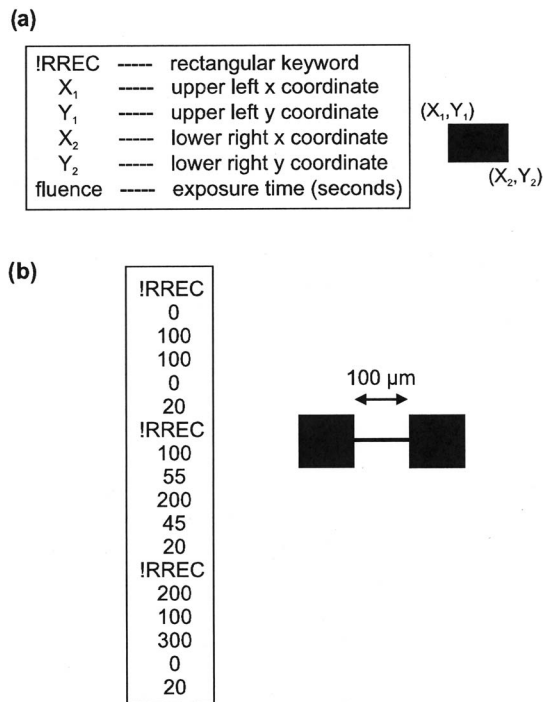 (a)
!RREC ----- rectangular keyword
X₁ ----- upper left x coordinate
Y₁ ----- upper left y coordinate
X₂ ----- lower right x coordinate
Y₂ ----- lower right y coordinate
fluence ----- exposure time (seconds)
(X₁,Y₁)
(X₂,Y₂)
(b)
!RREC
0
100
100
0
20
!RREC
100
55
200
45
20
!RREC
200
100
300
0
20
100 µm